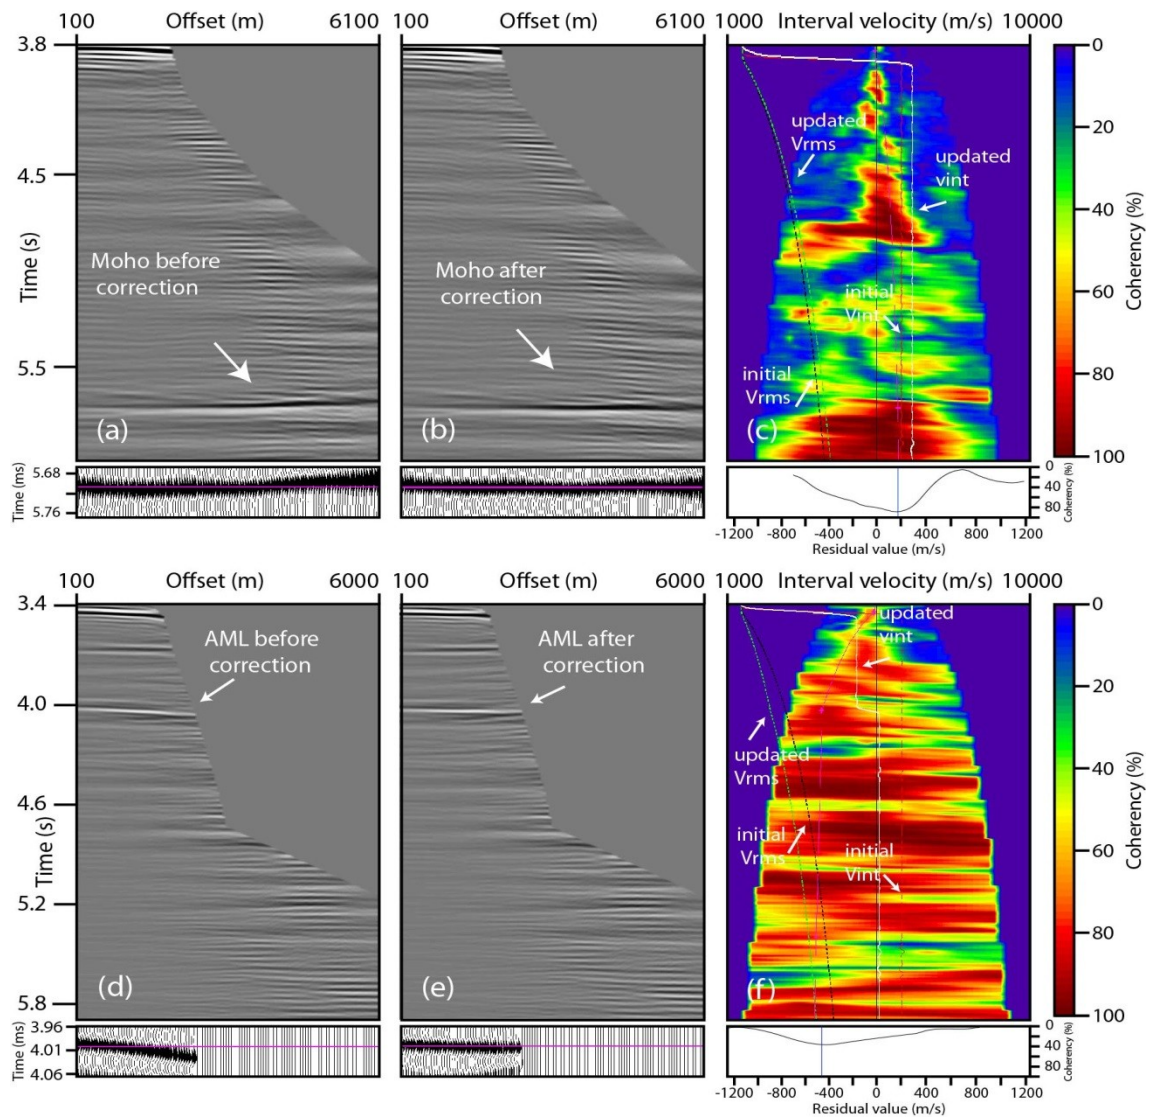 100 Offset (m) 6100
100 Offset (m) 6100
1000 Interval velocity (m/s) 10000
3.8
4.5
5.5
Time (s)
Moho before
correction
(a)
Moho after
correction
(b)
updated
Vrms
updated
vint
initial
Vint
initial
Vrms
(c)
0
20
40
60
80
100
Coherency (%)
5.68
5.76
Time (ms)
0
40
80
Coherency (%)
-1200 -800 -400 0 400 800 1200
Residual value (m/s)
100 Offset (m) 6000
100 Offset (m) 6000
1000 Interval velocity (m/s) 10000
3.4
4.0
4.6
5.2
5.8
Time (s)
AML before
correction
(d)
AML after
correction
(e)
updated
vint
updated
Vrms
initial
Vrms
initial
Vint
(f)
0
20
40
60
80
100
Coherency (%)
3.96
4.01
4.06
Time (ms)
0
40
80
Coherency (%)
-1200 -800 -400 0 400 800 1200
Residual value (m/s)